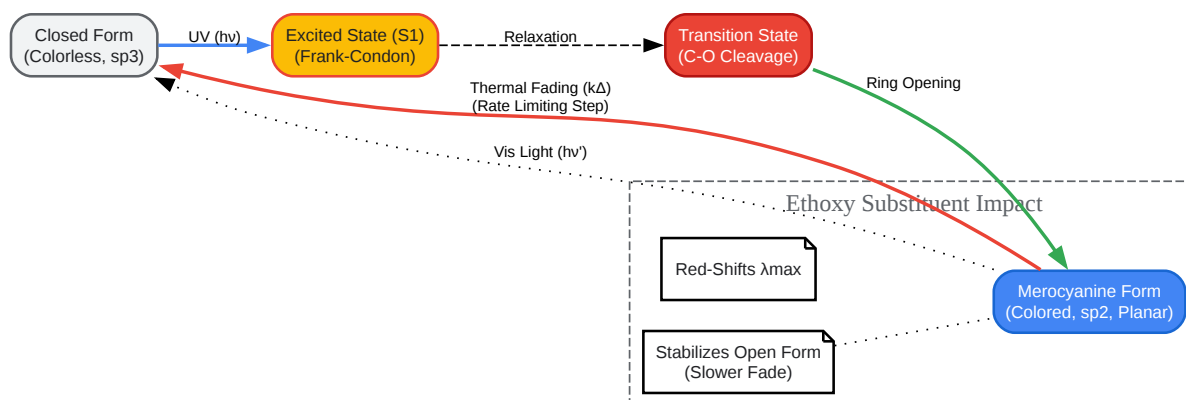 Closed Form
(Colorless, sp3)
UV (hν)
Excited State (S1)
(Frank-Condon)
Relaxation
Transition State
(C-O Cleavage)
Thermal Fading (kΔ)
(Rate Limiting Step)
Ring Opening
Vis Light (hν')
Ethoxy Substituent Impact
Red-Shifts λmax
Merocyanine Form
(Colored, sp2, Planar)
Stabilizes Open Form
(Slower Fade)